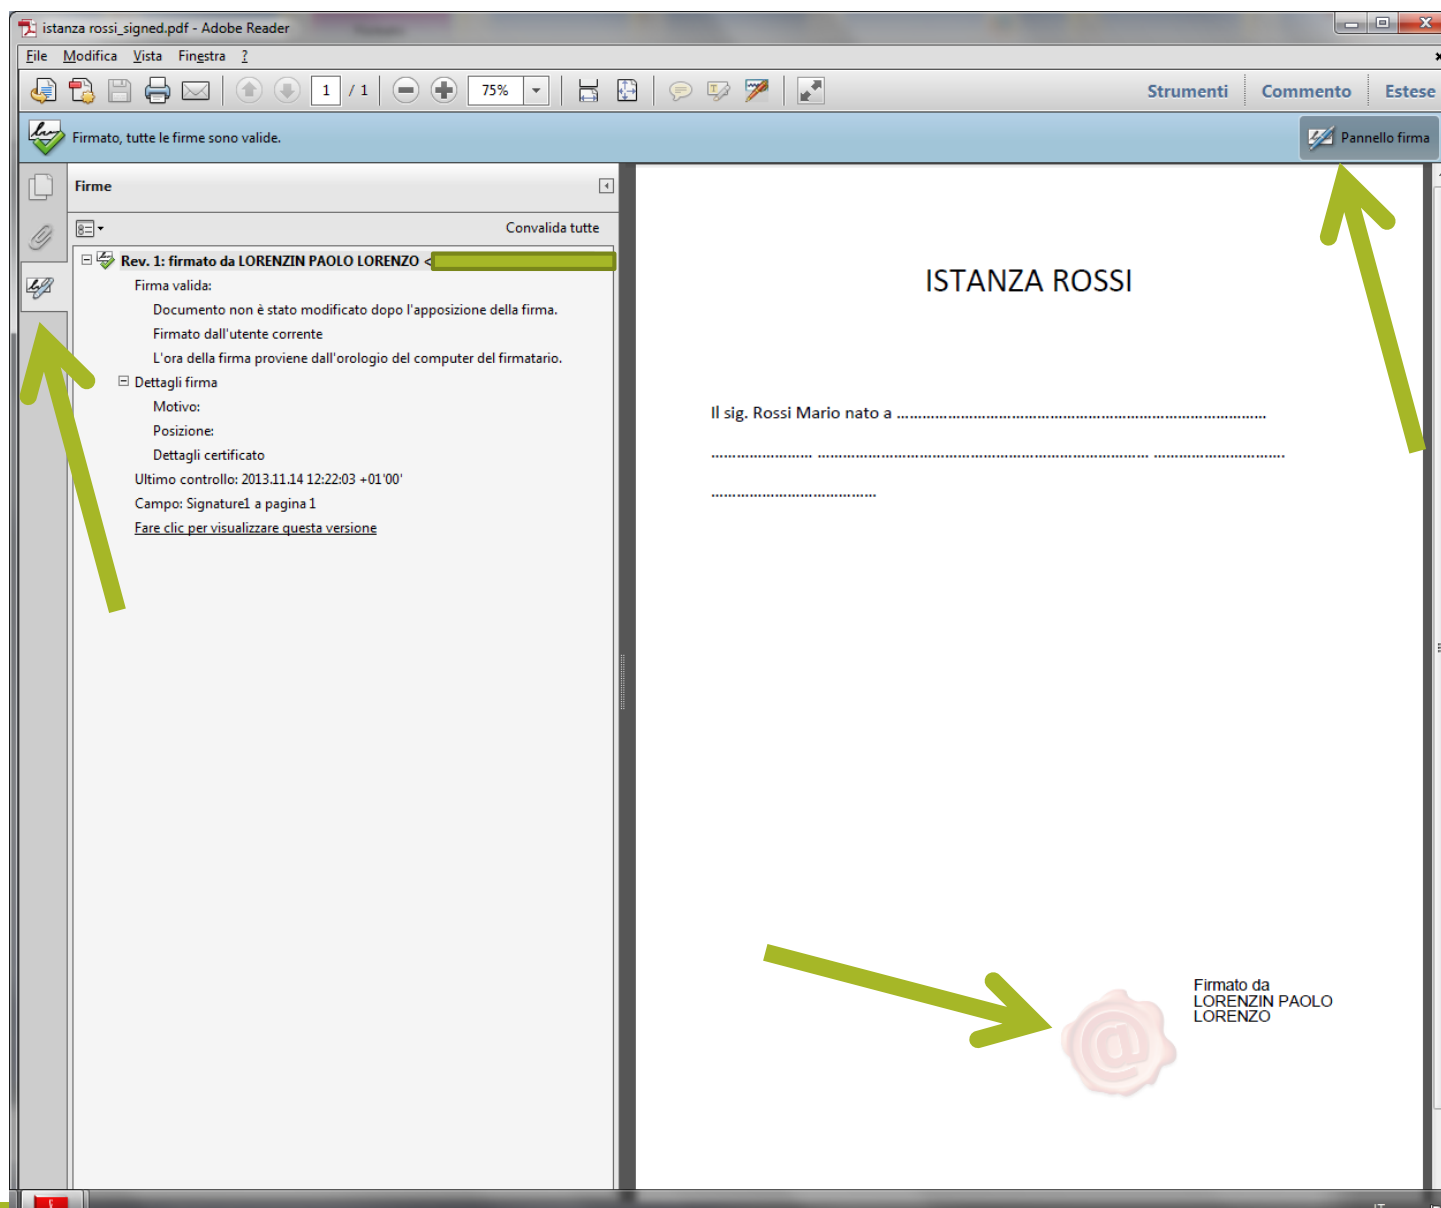 istanza rossi_signed.pdf - Adobe Reader
File Modifica Vista Finestra ?
1 / 1 75% Strumenti Commento Estese
Firmato, tutte le firme sono valide. Pannello firma
Firme
Convalida tutte
Rev. 1: firmato da LORENZIN PAOLO LORENZO <
Firma valida:
Documento non è stato modificato dopo l'apposizione della firma.
Firmato dall'utente corrente
L'ora della firma proviene dall'orologio del computer del firmatario.
Dettagli firma
Motivo:
Posizione:
Dettagli certificato
Ultimo controllo: 2013.11.14 12:22:03 +01'00'
Campo: Signature1 a pagina 1
Fare clic per visualizzare questa versione
ISTANZA ROSSI
Il sig. Rossi Mario nato a ……………………………………………………………………………
…………………… …………………………………………………………………… ………………………….
…………………………………
Firmato da
LORENZIN PAOLO
LORENZO
@